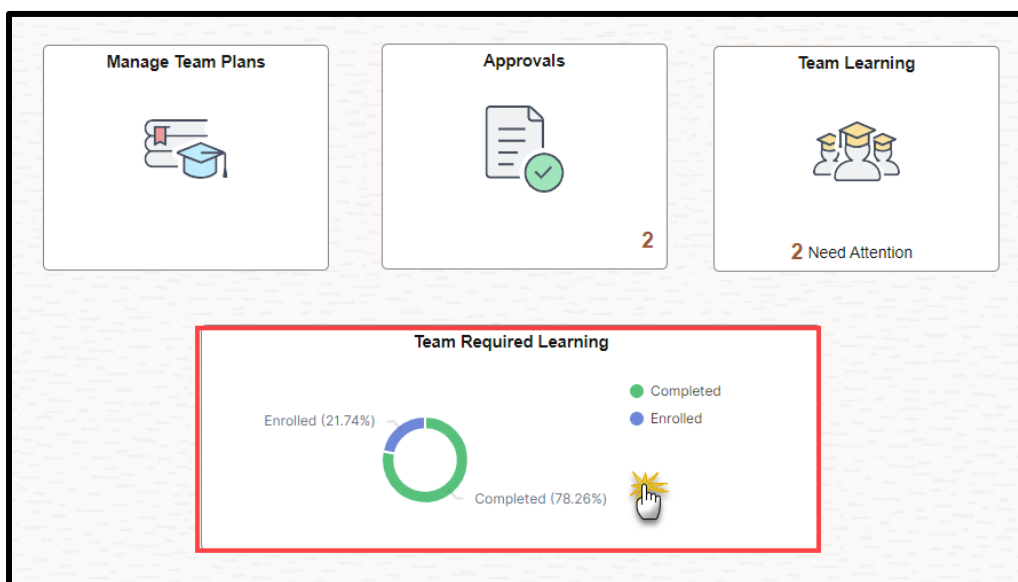 Manage Team Plans
Approvals
2
Team Learning
2 Need Attention
Team Required Learning
Enrolled (21.74%)
Completed (78.26%)
Completed
Enrolled